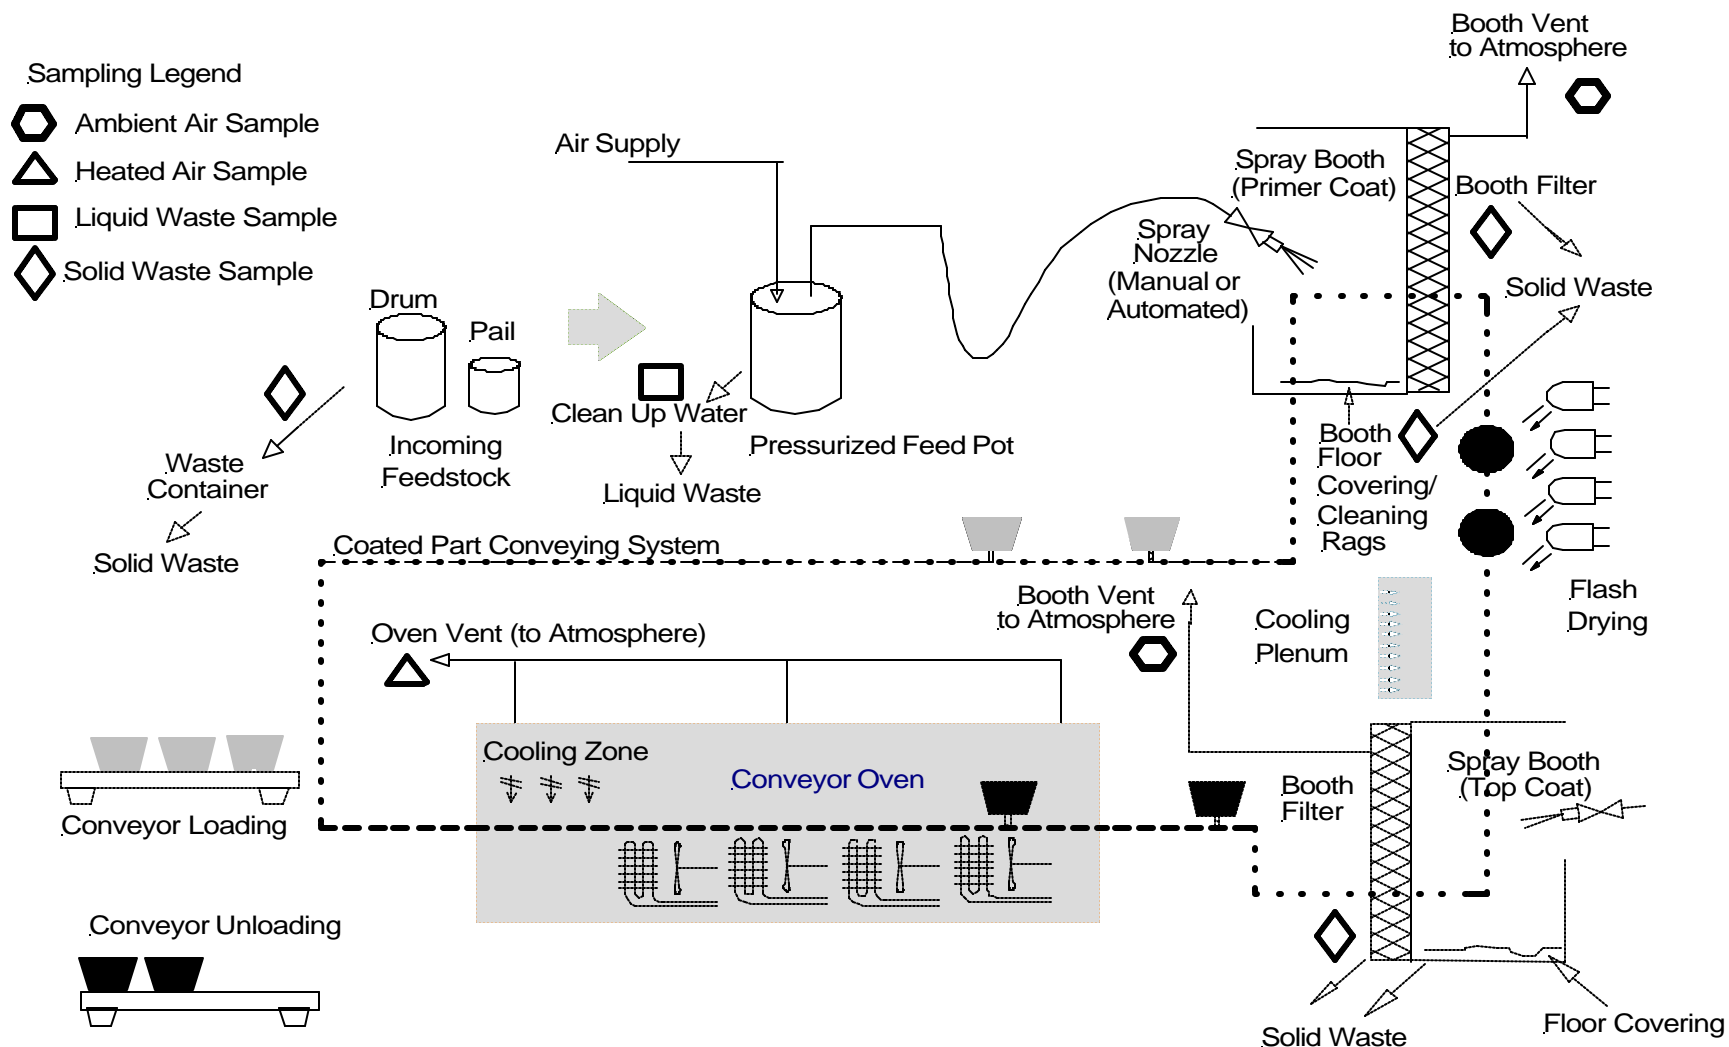 Booth Vent
to Atmosphere
Sampling Legend
Ambient Air Sample
Heated Air Sample
Liquid Waste Sample
Solid Waste Sample
Air Supply
Spray Booth
(Primer Coat)
Booth Filter
Spray
Nozzle
(Manual or
Automated)
Solid Waste
Drum
Pail
Incoming
Feedstock
Clean Up Water
Liquid Waste
Pressurized Feed Pot
Waste
Container
Solid Waste
Booth
Floor
Covering/
Cleaning
Rags
Flash
Drying
Coated Part Conveying System
Booth Vent
to Atmosphere
Cooling
Plenum
Oven Vent (to Atmosphere)
Cooling Zone
Conveyor Oven
Booth
Filter
Spray Booth
(Top Coat)
Conveyor Loading
Conveyor Unloading
Solid Waste
Floor Covering